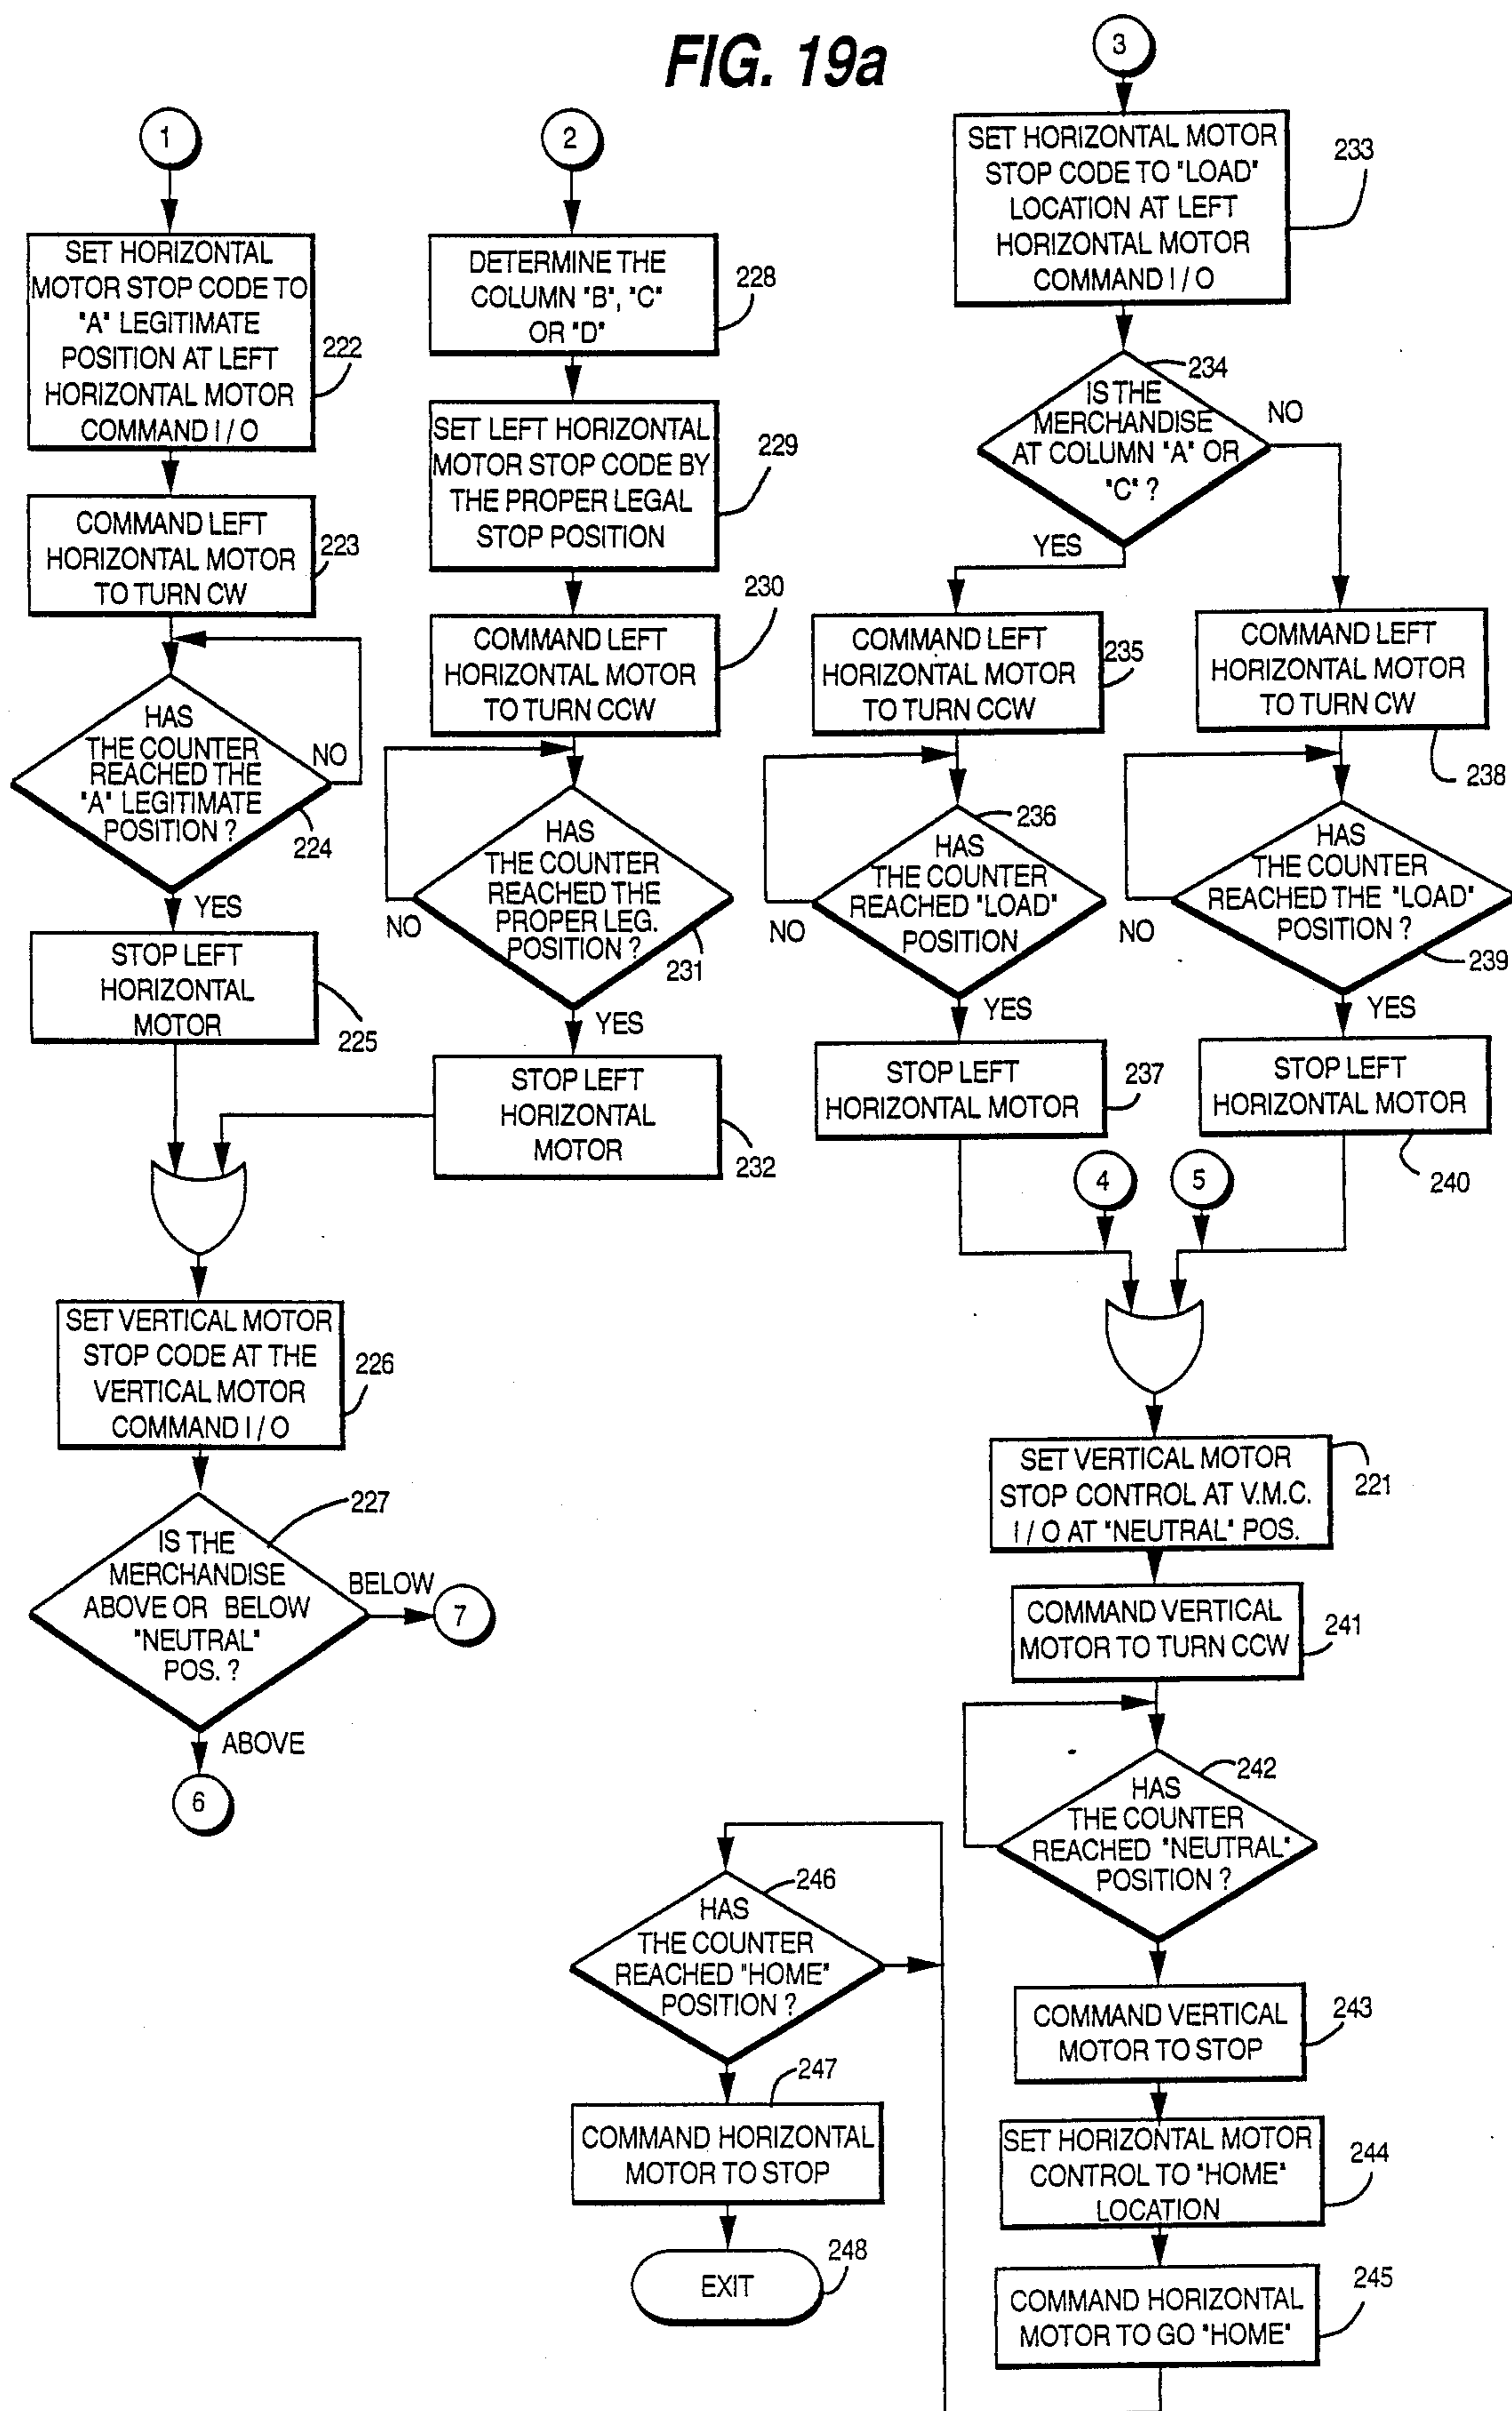 FIG. 19a
1
SET HORIZONTAL
MOTOR STOP CODE TO
"A" LEGITIMATE
POSITION AT LEFT
HORIZONTAL MOTOR
COMMAND I / O
222
COMMAND LEFT
HORIZONTAL MOTOR
TO TURN CW
223
HAS
THE COUNTER
REACHED THE
"A" LEGITIMATE
POSITION ?
NO
224
YES
STOP LEFT
HORIZONTAL
MOTOR
225
SET VERTICAL MOTOR
STOP CODE AT THE
VERTICAL MOTOR
COMMAND I / O
226
227
IS THE
MERCHANDISE
ABOVE OR BELOW
"NEUTRAL"
POS. ?
BELOW
7
ABOVE
6
2
DETERMINE THE
COLUMN "B", "C"
OR "D"
228
SET LEFT HORIZONTAL
MOTOR STOP CODE BY
THE PROPER LEGAL
STOP POSITION
229
230
COMMAND LEFT
HORIZONTAL MOTOR
TO TURN CCW
HAS
THE COUNTER
REACHED THE
PROPER LEG.
POSITION ?
NO
231
YES
STOP LEFT
HORIZONTAL
MOTOR
232
3
SET HORIZONTAL MOTOR
STOP CODE TO "LOAD"
LOCATION AT LEFT
HORIZONTAL MOTOR
COMMAND I / O
233
234
IS THE
MERCHANDISE
AT COLUMN "A" OR
"C" ?
NO
YES
COMMAND LEFT
HORIZONTAL MOTOR
TO TURN CCW
235
236
HAS
THE COUNTER
REACHED "LOAD"
POSITION
NO
YES
STOP LEFT
HORIZONTAL MOTOR
237
COMMAND LEFT
HORIZONTAL MOTOR
TO TURN CW
238
HAS
THE COUNTER
REACHED THE "LOAD"
POSITION ?
NO
239
YES
STOP LEFT
HORIZONTAL MOTOR
240
4
5
SET VERTICAL MOTOR
STOP CONTROL AT V.M.C.
I / O AT "NEUTRAL" POS.
221
COMMAND VERTICAL
MOTOR TO TURN CCW
241
242
HAS
THE COUNTER
REACHED "NEUTRAL"
POSITION ?
COMMAND VERTICAL
MOTOR TO STOP
243
SET HORIZONTAL MOTOR
CONTROL TO "HOME"
LOCATION
244
COMMAND HORIZONTAL
MOTOR TO GO "HOME"
245
246
HAS
THE COUNTER
REACHED "HOME"
POSITION ?
247
COMMAND HORIZONTAL
MOTOR TO STOP
EXIT
248